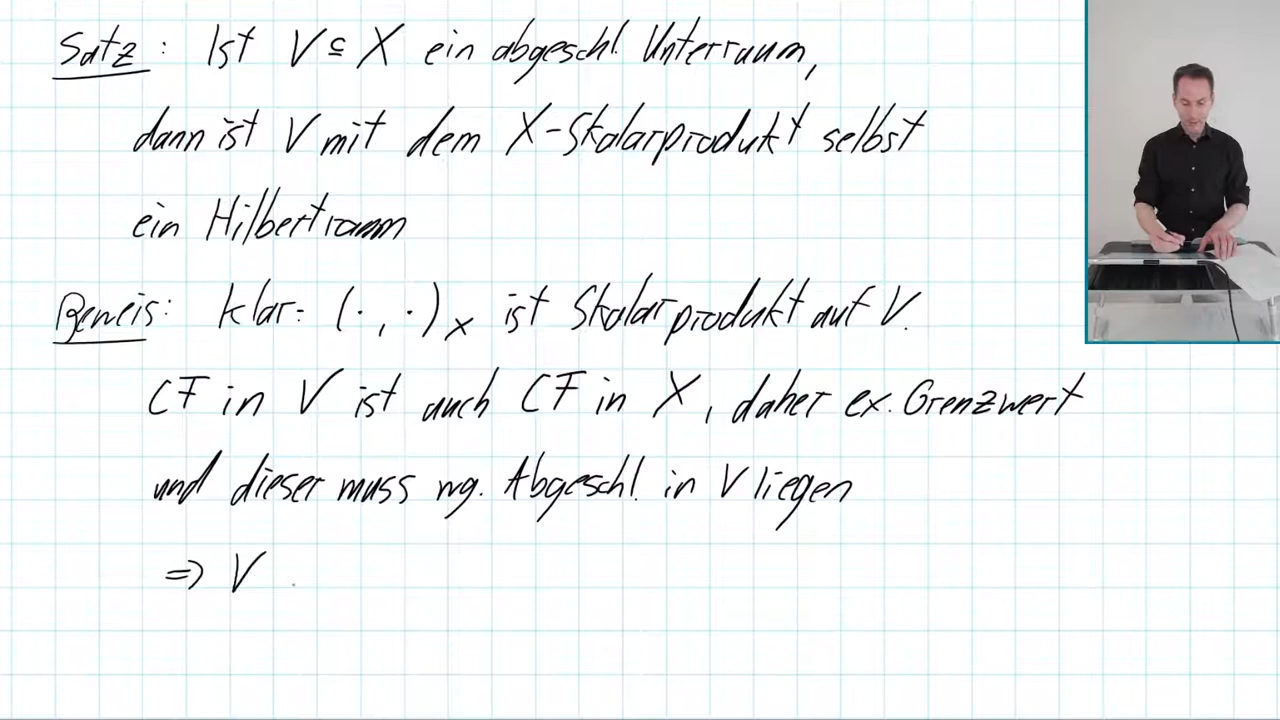 Satz: Ist V ⊆ X ein abgeschl. Unterraum,
dann ist V mit dem X-Skalarprodukt selbst
ein Hilbertraum
Beweis: Klar: (·,·)_X ist Skalarprodukt auf V.
CF in V ist auch CF in X, daher ex. Grenzwert
und dieser muss wg. Abgeschl. in V liegen
=> V